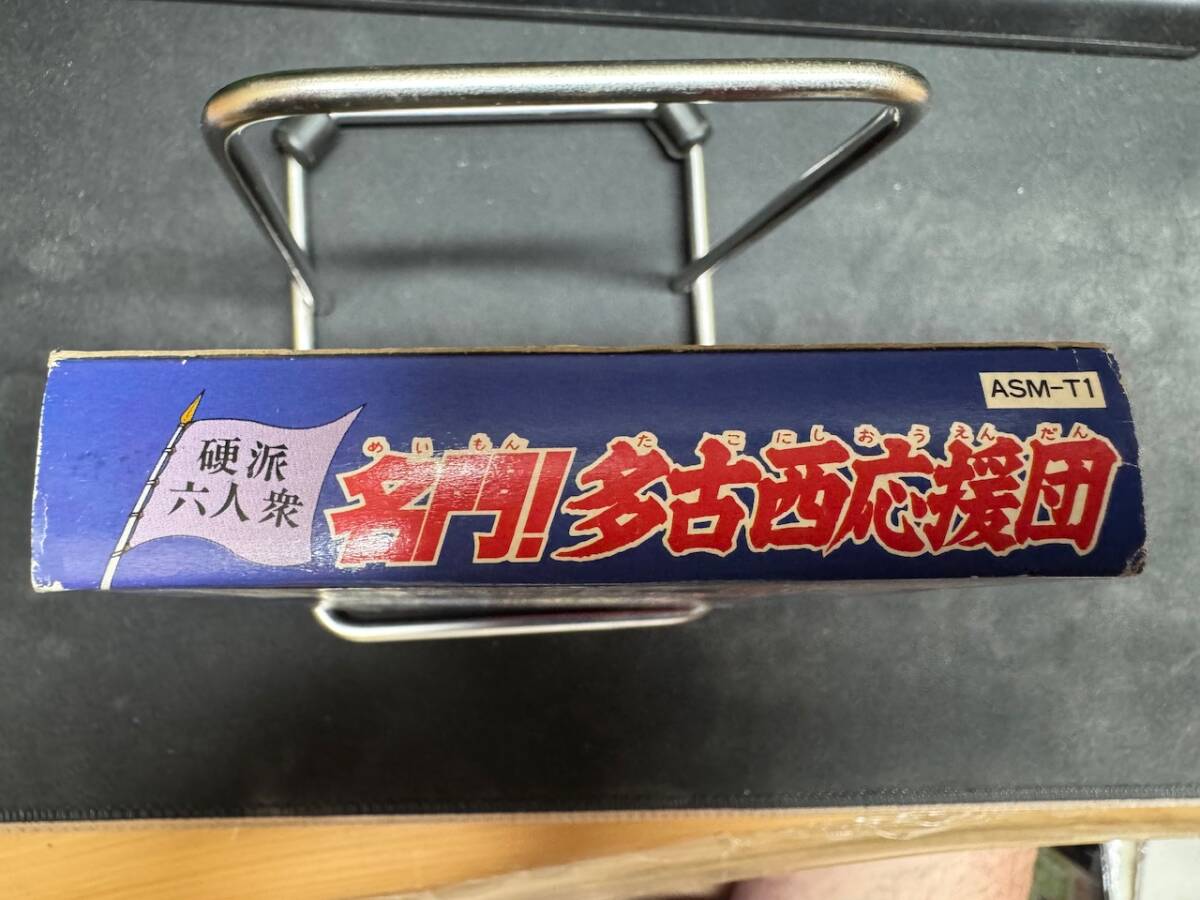 ASM-T1
硬派
六人衆
めいもん たこにしおうえんだん
名門!多古西応援団